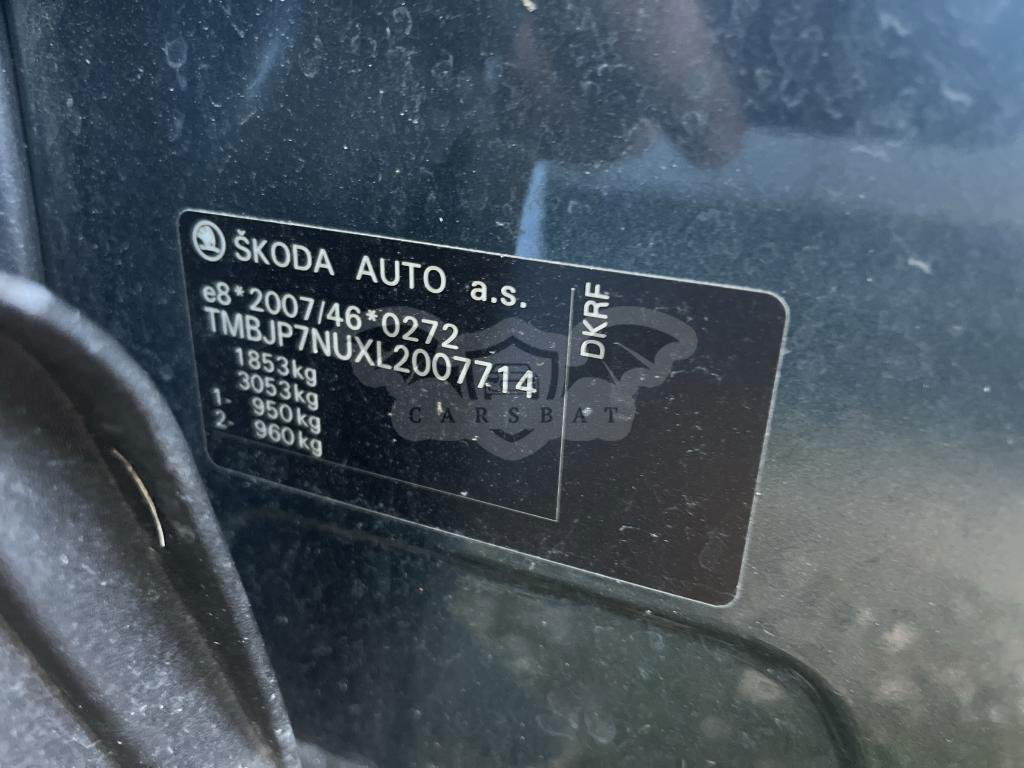 ŠKODA AUTO a.s.
e8*2007/46*0272
TMBJP7NUXL2007714
1853kg
3053kg
1- 950kg
2- 960kg
DKRF
CARSBAT